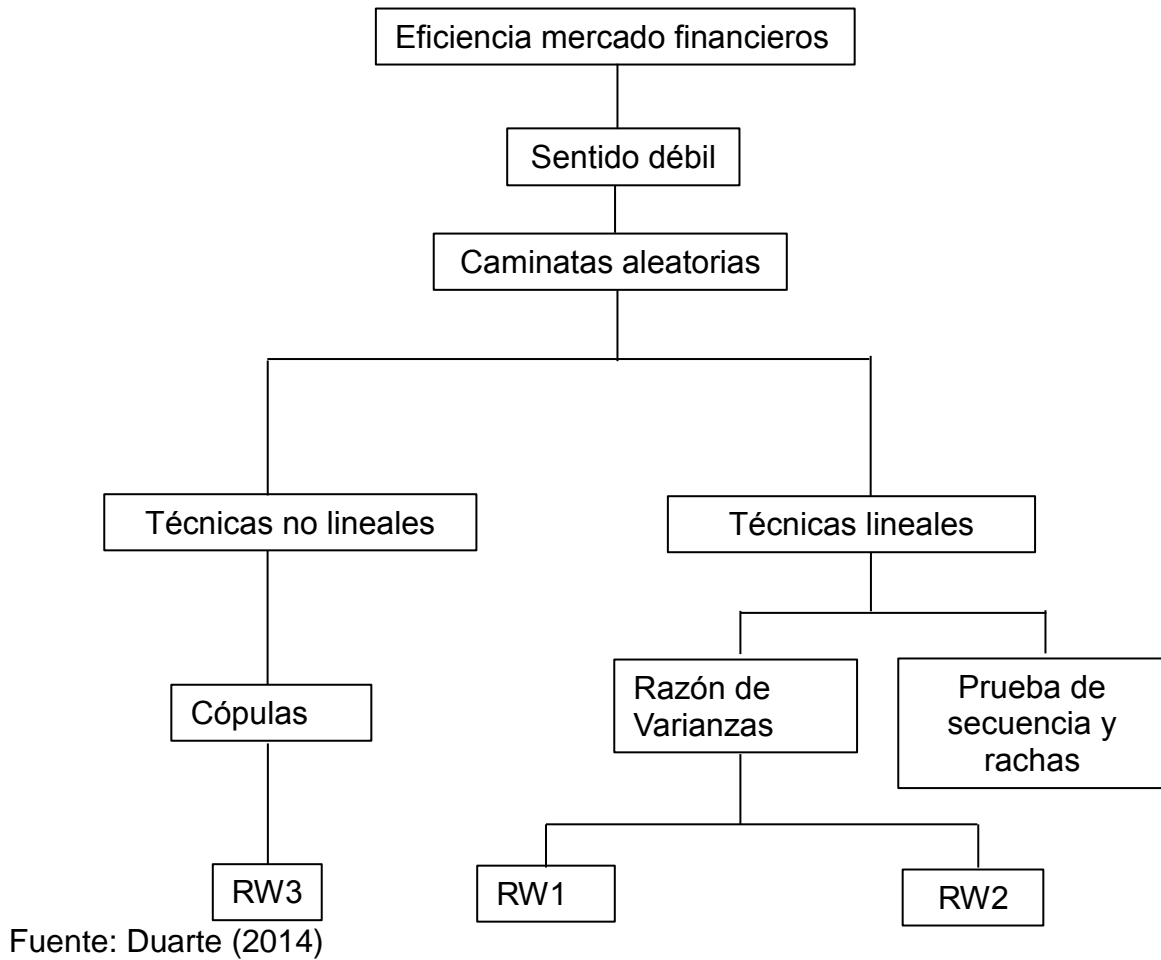 Eficiencia mercado financieros
Sentido débil
Caminatas aleatorias
Técnicas no lineales
Técnicas lineales
Cópulas
Razón de
Varianzas
Prueba de
secuencia y
rachas
RW3
RW1
RW2
Fuente: Duarte (2014)